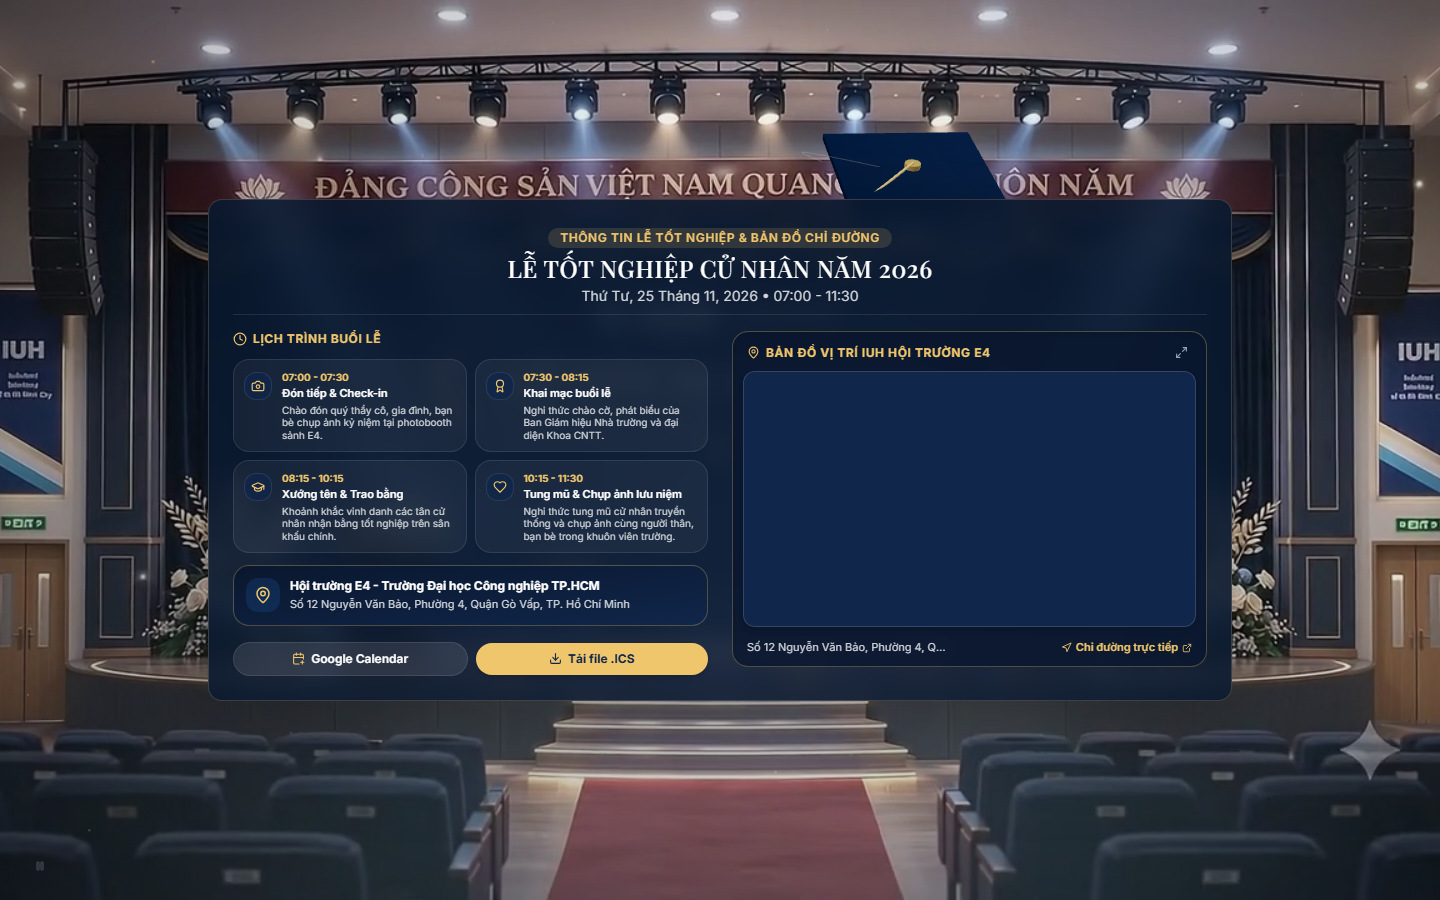 ĐẢNG CÔNG SẢN VIỆT NAM QUANG ÔN NĂM
THÔNG TIN LỄ TỐT NGHIỆP & BẢN ĐỒ CHỈ ĐƯỜNG
LỄ TỐT NGHIỆP CỬ NHÂN NĂM 2026
Thứ Tư, 25 Tháng 11, 2026 • 07:00 - 11:30
LỊCH TRÌNH BUỔI LỄ
07:00 - 07:30
Đón tiếp & Check-in
Chào đón quý thầy cô, gia đình, bạn
bè chụp ảnh kỷ niệm tại photobooth
sảnh E4.
07:30 - 08:15
Khai mạc buổi lễ
Nghi thức chào cờ, phát biểu của
Ban Giám hiệu Nhà trường và đại
diện Khoa CNTT.
08:15 - 10:15
Xướng tên & Trao bằng
Khoảnh khắc vinh danh các tân cử
nhân nhận bằng tốt nghiệp trên sân
khấu chính.
10:15 - 11:30
Tung mũ & Chụp ảnh lưu niệm
Nghi thức tung mũ cử nhân truyền
thống và chụp ảnh cùng người thân,
bạn bè trong khuôn viên trường.
Hội trường E4 - Trường Đại học Công nghiệp TP.HCM
Số 12 Nguyễn Văn Bảo, Phường 4, Quận Gò Vấp, TP. Hồ Chí Minh
Google Calendar
Tải file .ICS
BẢN ĐỒ VỊ TRÍ IUH HỘI TRƯỜNG E4
Số 12 Nguyễn Văn Bảo, Phường 4, Q...
Chỉ đường trực tiếp
IUH
IUH